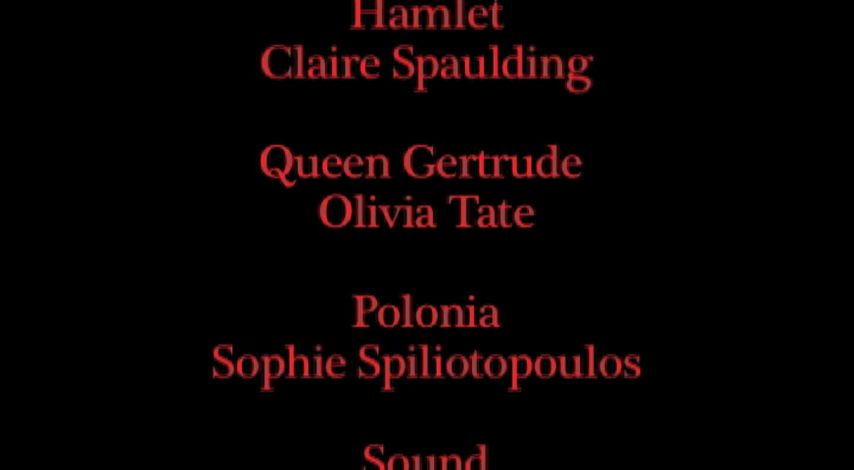 Hamlet
Claire Spaulding
Queen Gertrude
Olivia Tate
Polonia
Sophie Spiliotopoulos
Sound